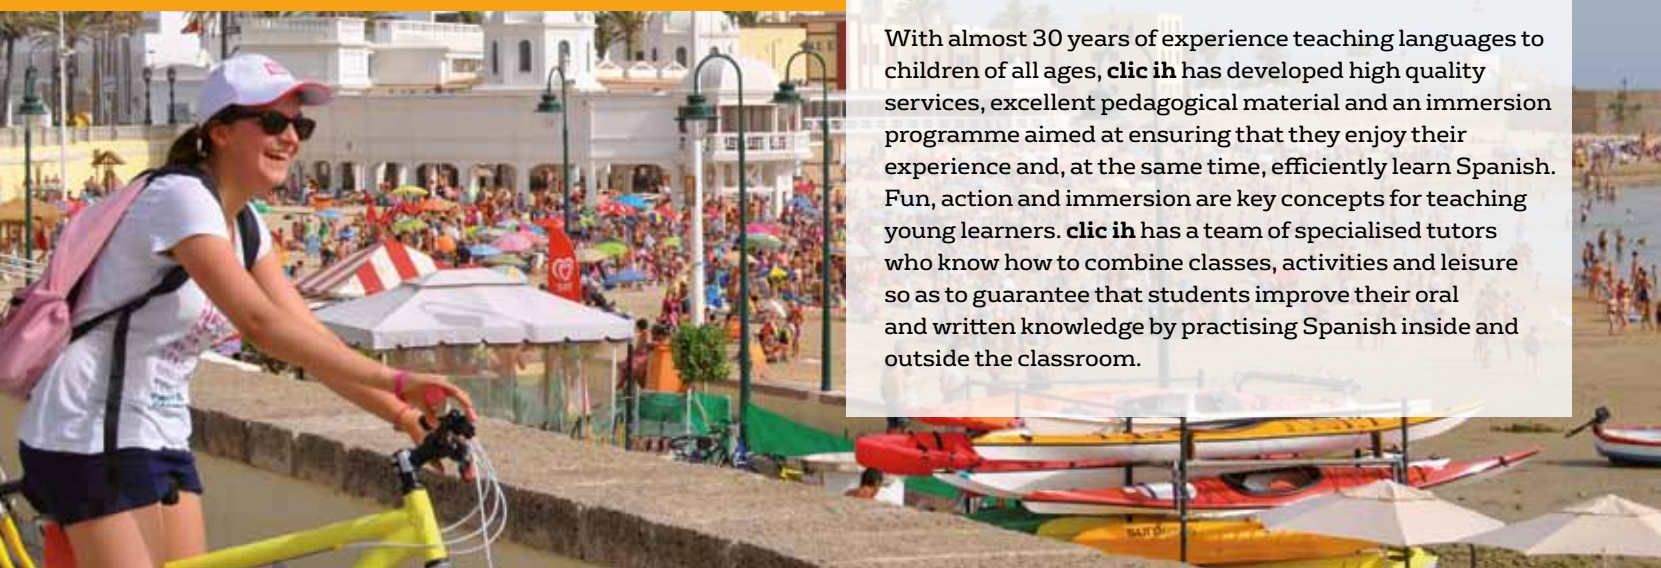 With almost 30 years of experience teaching languages to
children of all ages, clic ih has developed high quality
services, excellent pedagogical material and an immersion
programme aimed at ensuring that they enjoy their
experience and, at the same time, efficiently learn Spanish.
Fun, action and immersion are key concepts for teaching
young learners. clic ih has a team of specialised tutors
who know how to combine classes, activities and leisure
so as to guarantee that students improve their oral
and written knowledge by practising Spanish inside and
outside the classroom.